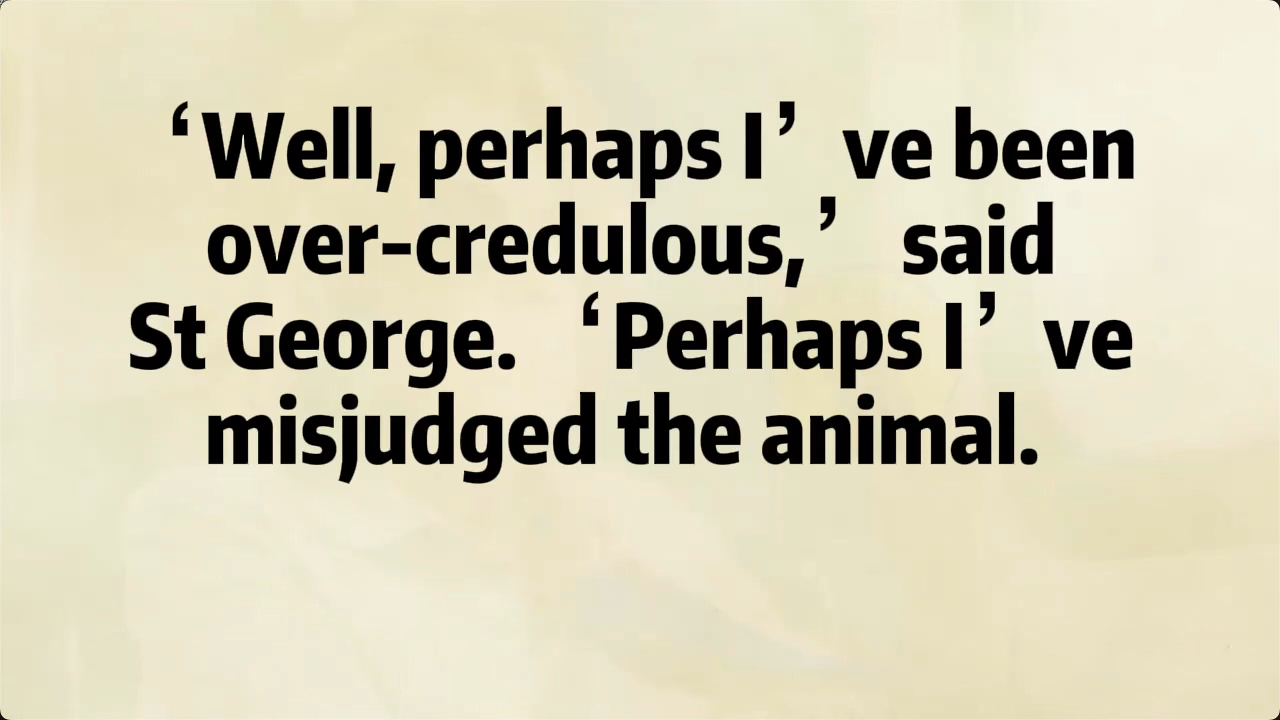 ‘Well, perhaps I’ve been
over-credulous,’ said
St George. ‘Perhaps I’ve
misjudged the animal.